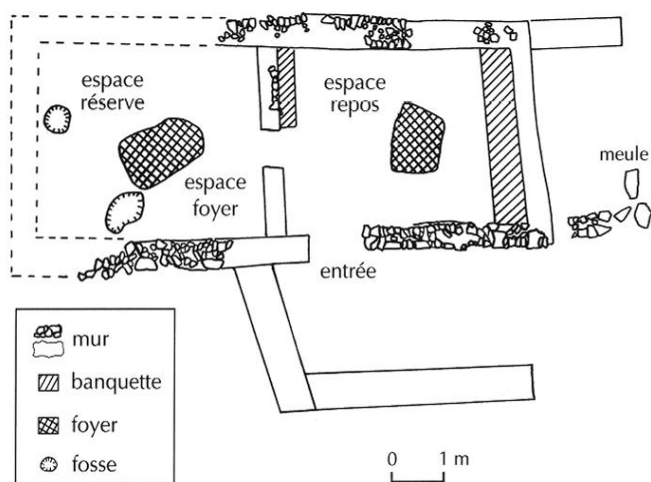 espace
réserve
espace
repos
meule
espace
foyer
entrée
mur
banquette
foyer
fosse
0 1 m